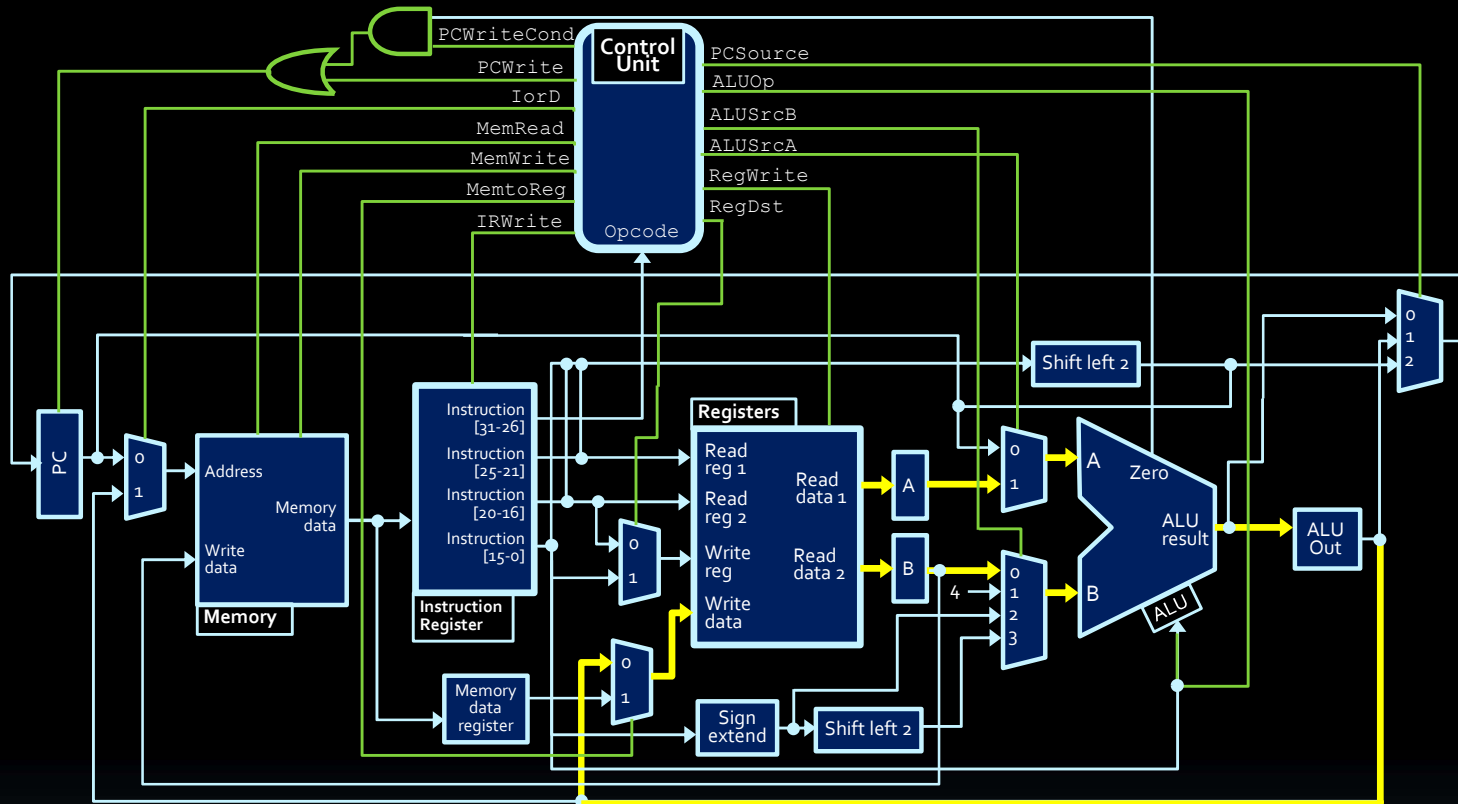 PCWriteCond
PCWrite
IorD
MemRead
MemWrite
MemtoReg
IRWrite
Control
Unit
Opcode
PCSource
ALUOp
ALUSrcB
ALUSrcA
RegWrite
RegDst
0
1
2
Shift left 2
PC
0
1
Address
Memory
data
Write
data
Memory
Instruction
[31-26]
Instruction
[25-21]
Instruction
[20-16]
Instruction
[15-0]
Instruction
Register
0
1
Registers
Read
reg 1
Read
reg 2
Write
reg
Write
data
Read
data 1
Read
data 2
A
B
0
1
4
0
1
2
3
A
B
Zero
ALU
result
ALU
ALU
Out
Memory
data
register
0
1
Sign
extend
Shift left 2